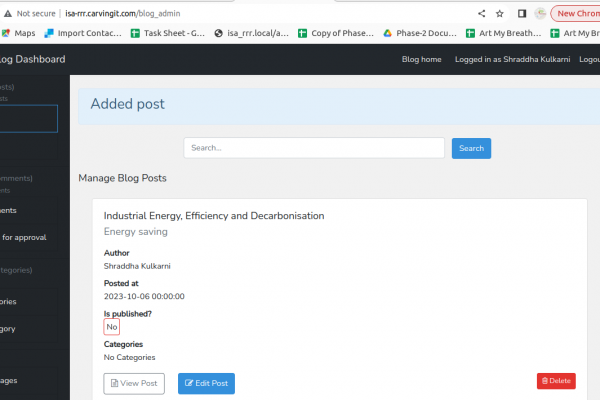 Not secure | isa-rrr.carvingit.com/blog_admin
New Chrom
Maps Import Contac... Task Sheet - G... isa_rrr.local/a... Copy of Phase... Phase-2 Docu... Art My Breath... Art My Br
log Dashboard Blog home Logged in as Shraddha Kulkarni Logou
osts)
sts
Added post
Search... Search
omments) Manage Blog Posts
ents
ments
for approval
Industrial Energy, Efficiency and Decarbonisation
Energy saving
Author
Shraddha Kulkarni
ategories)
Posted at
ories 2023-10-06 00:00:00
Is published?
gory No
Categories
No Categories
ages View Post Edit Post Delete